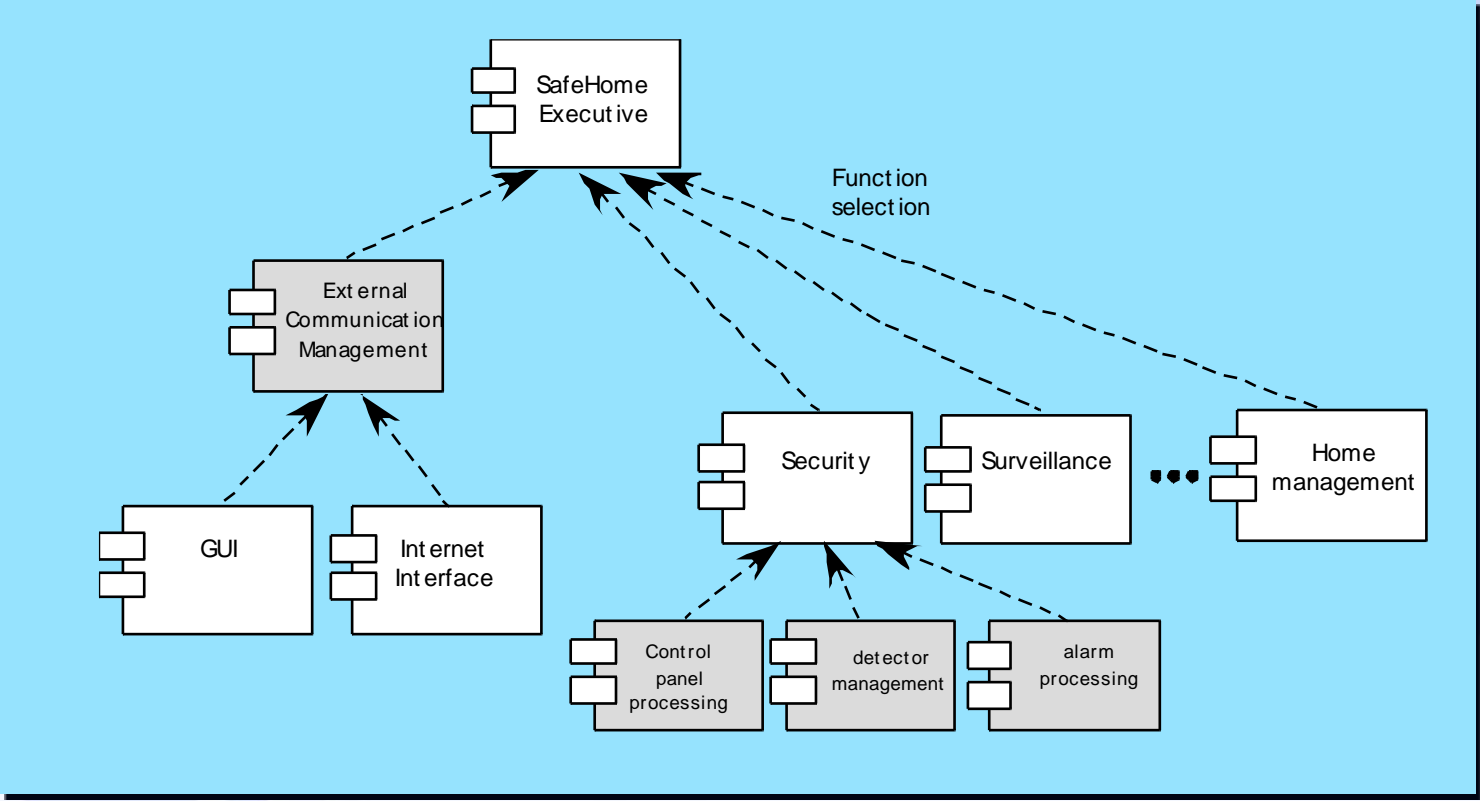 SafeHome
Executive
Function
selection
External
Communication
Management
Security
Surveillance
Home
management
GUI
Internet
Interface
Control
panel
processing
detector
management
alarm
processing